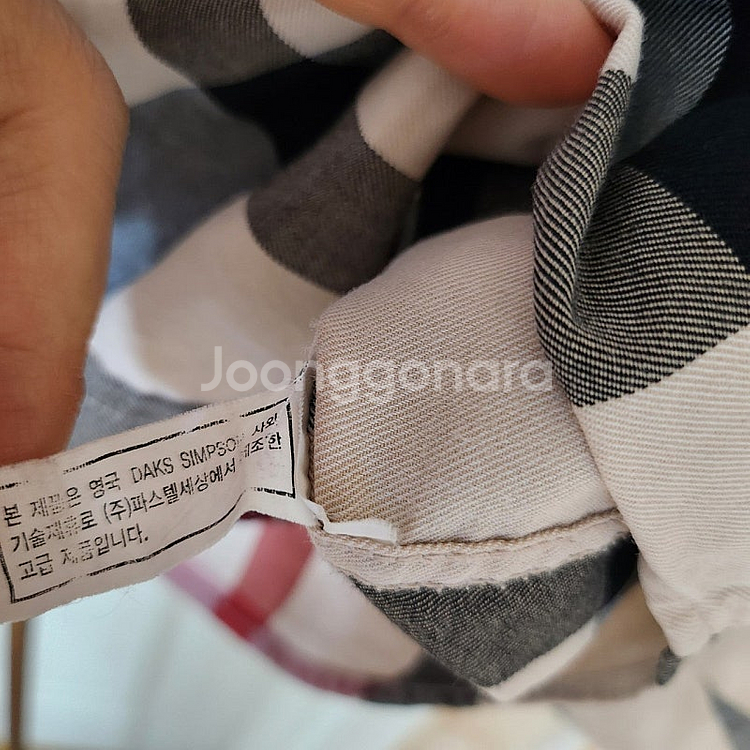 Joonggonara
본 제품은 영국 DAKS SIMPSON 사와
기술제휴로 (주)파스텔세상에서 제조한
고급 제품입니다.